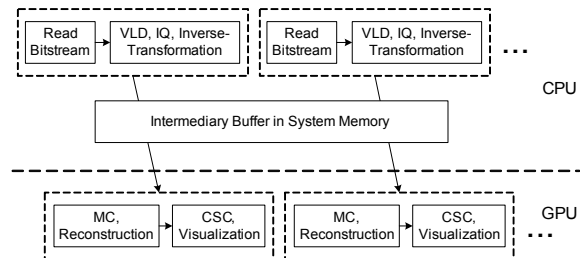 Read
Bitstream
VLD, IQ, Inverse-
Transformation
Read
Bitstream
VLD, IQ, Inverse-
Transformation
...
CPU
Intermediary Buffer in System Memory
GPU
MC,
Reconstruction
CSC,
Visualization
MC,
Reconstruction
CSC,
Visualization
...